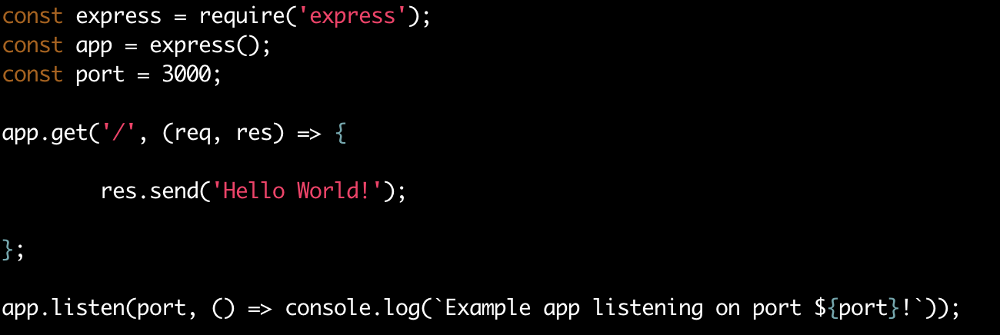 const express = require('express');
const app = express();
const port = 3000;
app.get('/', (req, res) => {
res.send('Hello World!');
};
app.listen(port, () => console.log(`Example app listening on port ${port}!`));